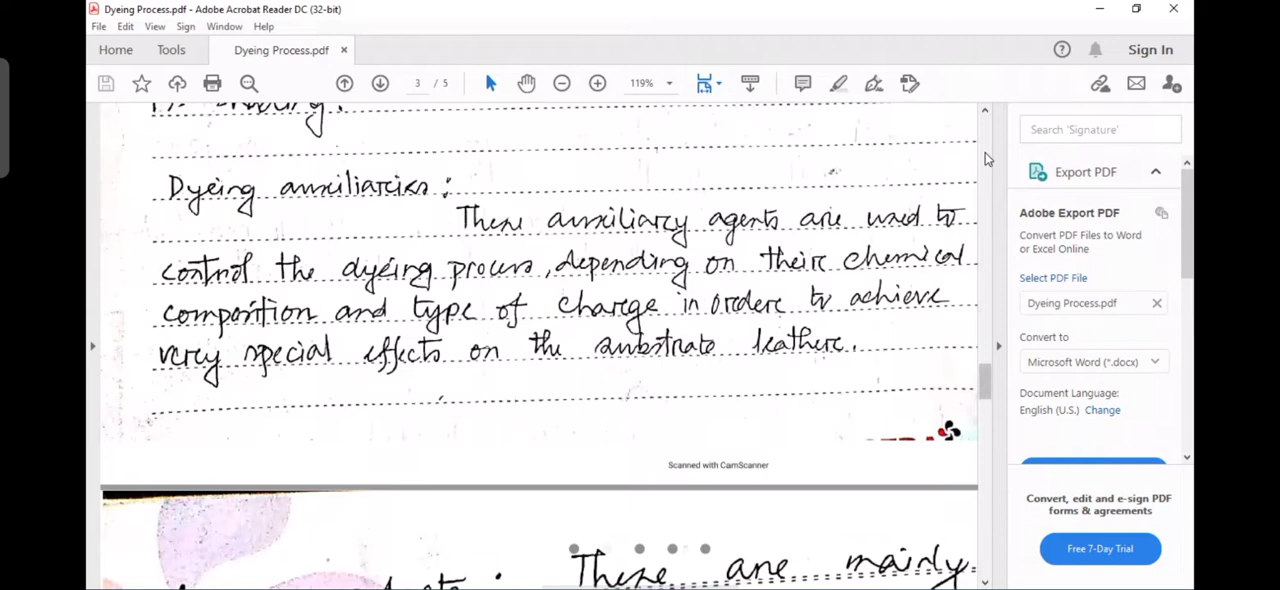 Dyeing Process.pdf - Adobe Acrobat Reader DC (32-bit)
File Edit View Sign Window Help
Home Tools Dyeing Process.pdf × Sign In
3 / 5 119%
Dyeing auxiliarcies :
These auxiliary agents are used to
control the dyeing process, depending on their chemical
composition and type of charge in ordere to achieve
verey special effects on the substrate leathere.
Scanned with CamScanner
There are mainly
Search 'Signature'
Export PDF
Adobe Export PDF
Convert PDF Files to Word
or Excel Online
Select PDF File
Dyeing Process.pdf ×
Convert to
Microsoft Word (*.docx)
Document Language:
English (U.S.) Change
Convert, edit and e-sign PDF
forms & agreements
Free 7-Day Trial